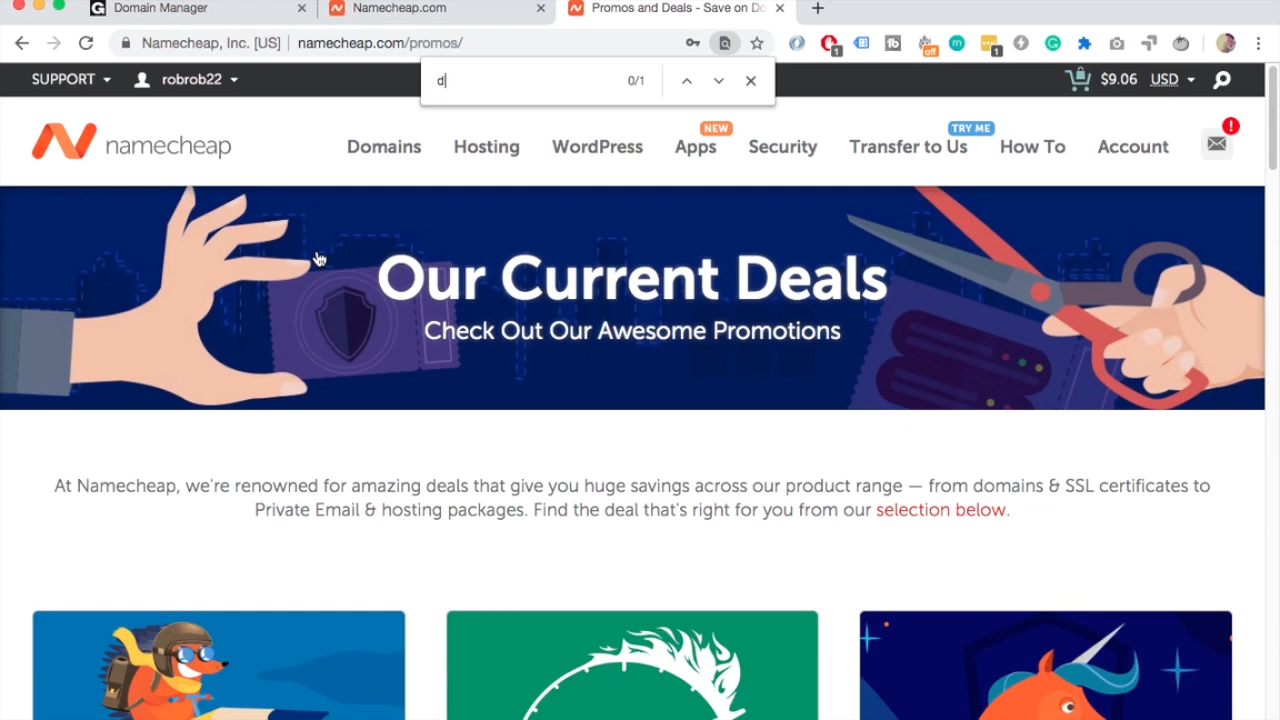 Domain Manager
Namecheap.com
Promos and Deals - Save on Do
Namecheap, Inc. [US] | namecheap.com/promos/
1
off
1
d
0/1
SUPPORT
robrob22
$9.06
USD
namecheap
Domains
Hosting
WordPress
Apps
NEW
Security
Transfer to Us
TRY ME
How To
Account
!
Our Current Deals
Check Out Our Awesome Promotions
At Namecheap, we're renowned for amazing deals that give you huge savings across our product range — from domains & SSL certificates to
Private Email & hosting packages. Find the deal that's right for you from our selection below.